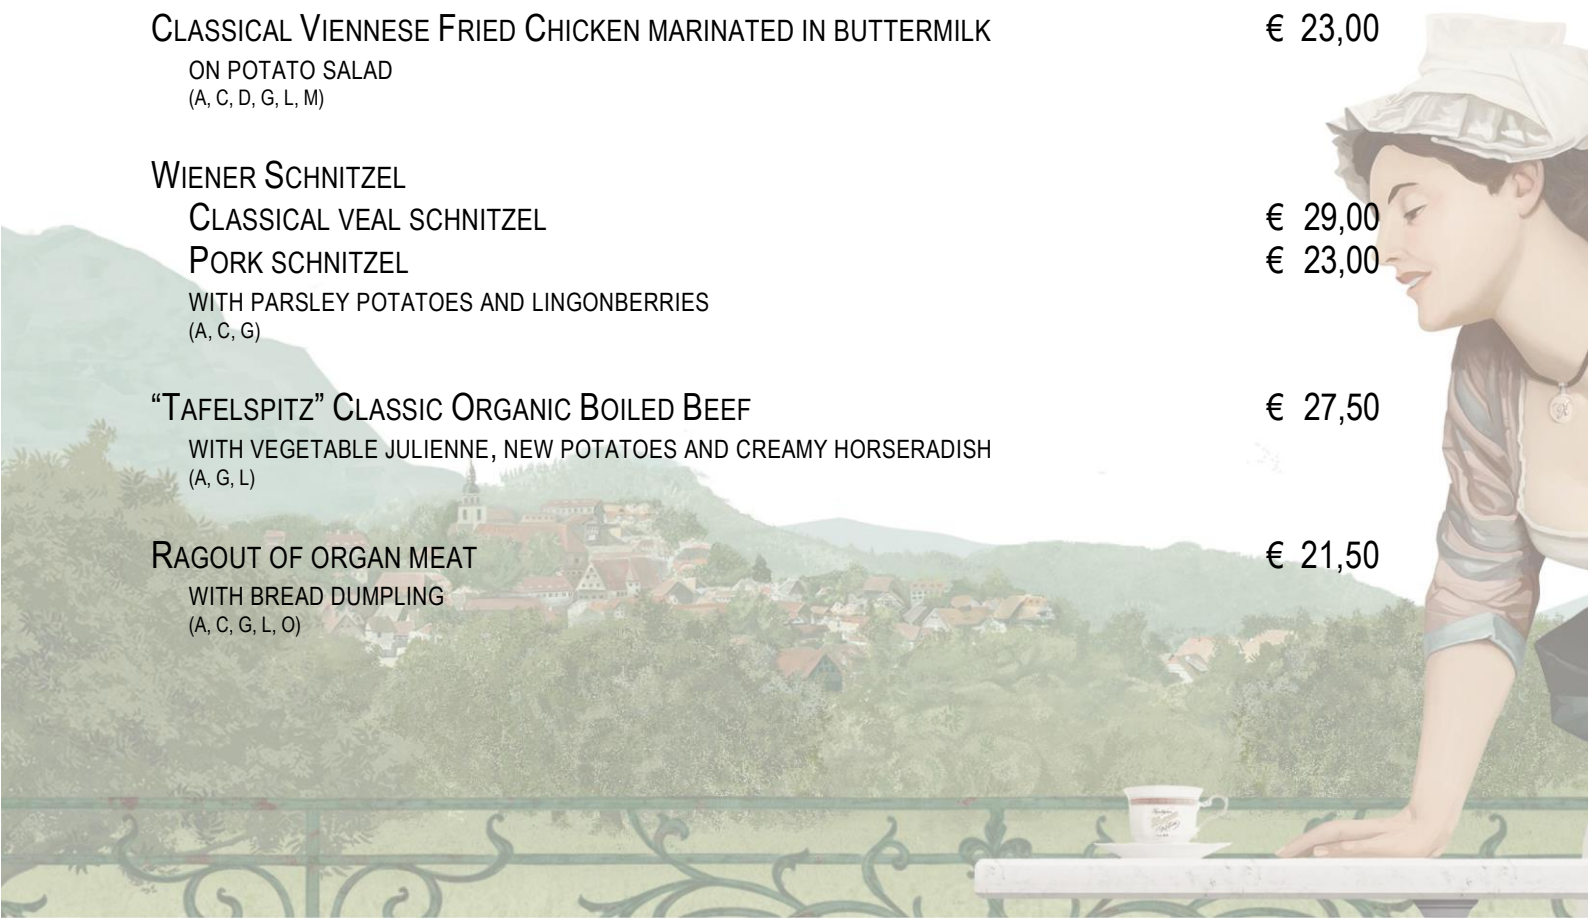 CLASSICAL VIENNESE FRIED CHICKEN MARINATED IN BUTTERMILK € 23,00
ON POTATO SALAD
(A, C, D, G, L, M)
WIENER SCHNITZEL
CLASSICAL VEAL SCHNITZEL € 29,00
PORK SCHNITZEL € 23,00
WITH PARSLEY POTATOES AND LINGONBERRIES
(A, C, G)
“TAFELSPITZ” CLASSIC ORGANIC BOILED BEEF € 27,50
WITH VEGETABLE JULIENNE, NEW POTATOES AND CREAMY HORSERADISH
(A, G, L)
RAGOUT OF ORGAN MEAT € 21,50
WITH BREAD DUMPLING
(A, C, G, L, O)